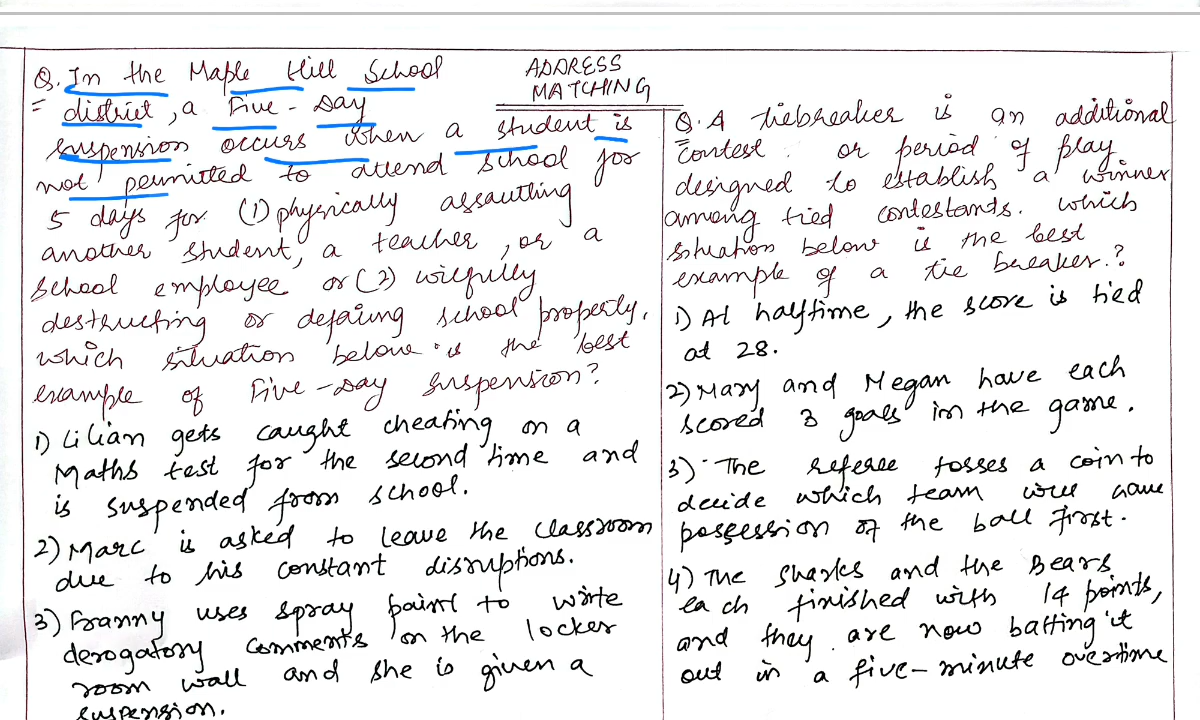 Q. In the Maple Hill School
district, a Five-Day
suspension occurs when a student is
not permitted to attend school for
5 days for (1) physically assaulting
another student, a teacher, or a
school employee or (2) wilfully
destructing or defacing school property.
which situation below is the best
example of Five-Day suspension?
1) Lilian gets caught cheating on a
Maths test for the second time and
is suspended from school.
2) Marc is asked to leave the classroom
due to his constant disruptions.
3) Franny uses spray paint to write
derogatory comments on the locker
room wall and she is given a
suspension.
ADDRESS
MATCHING
Q. A tiebreaker is an additional
contest or period of play
designed to establish a winner
among tied contestants. which
situation below is the best
example of a tie breaker.?
1) At halftime, the score is tied
at 28.
2) Mary and Megan have each
scored 3 goals in the game.
3) The referee tosses a coin to
decide which team will have
possession of the ball first.
4) The Sharks and the Bears
each finished with 14 points,
and they are now batting it
out in a five-minute overtime